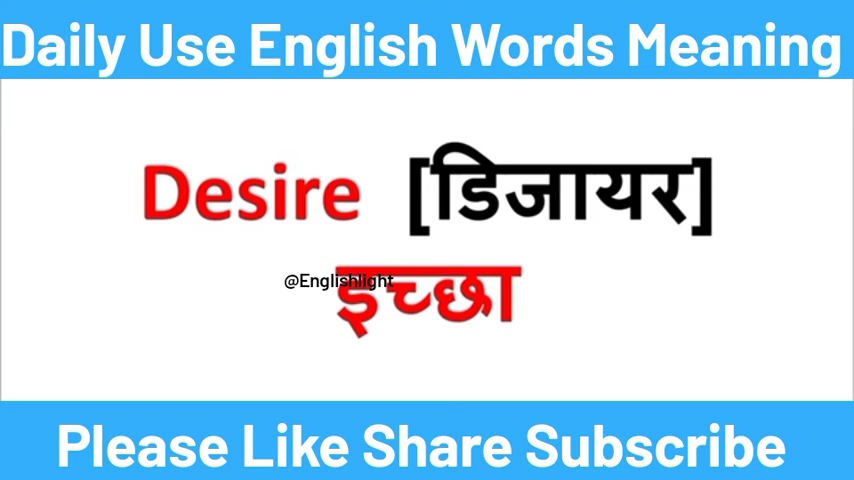 Daily Use English Words Meaning
Desire [डिजायर]
@Englishlight
इच्छा
Please Like Share Subscribe